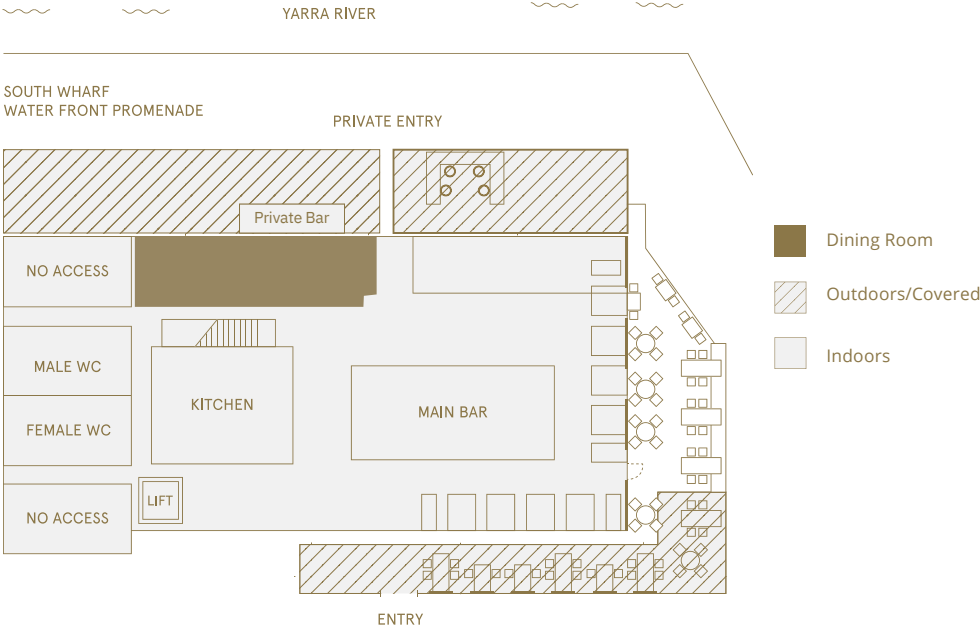 YARRA RIVER
SOUTH WHARF
WATER FRONT PROMENADE
PRIVATE ENTRY
Private Bar
Dining Room
NO ACCESS
Outdoors/Covered
Indoors
MALE WC
KITCHEN
MAIN BAR
FEMALE WC
LIFT
NO ACCESS
ENTRY